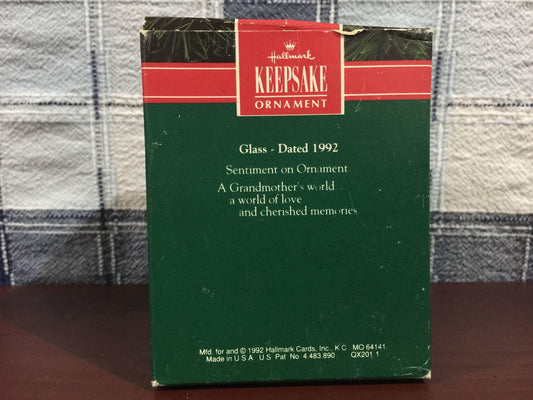 Hallmark
KEEPSAKE
ORNAMENT
Glass - Dated 1992
Sentiment on Ornament
A Grandmother's world...
a world of love
and cherished memories
Mfd. for and © 1992 Hallmark Cards, Inc., K C MO 64141
Made in U S A U S Pat No 4 483 890 QX201 1